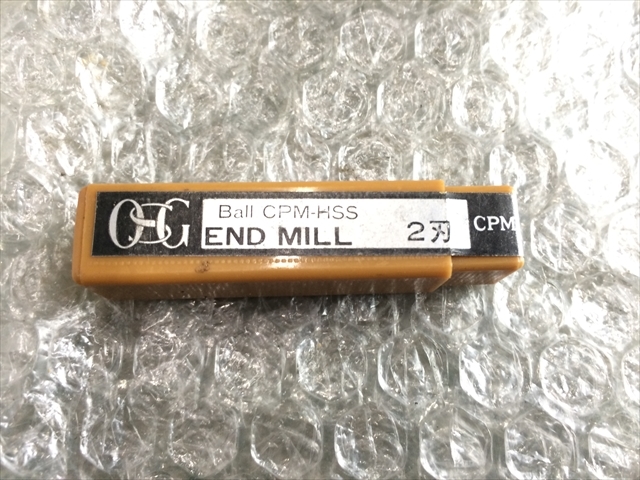 OSG
Ball CPM-HSS
END MILL 2刃
CPM